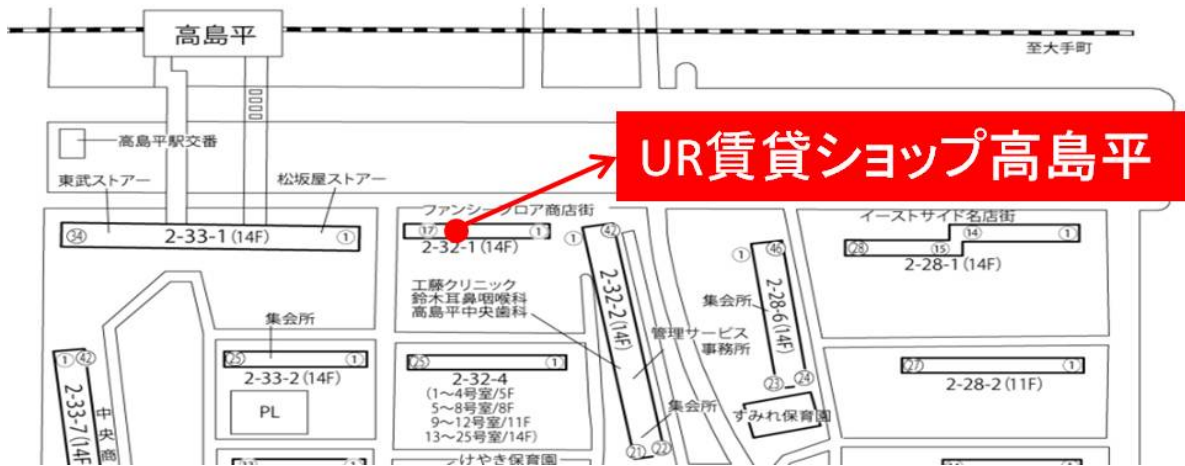 高島平
至大手町
高島平駅交番
UR賃貸ショップ高島平
東武ストアー
松坂屋ストアー
ファンシーフロア商店街
イーストサイド名店街
㉞
2-33-1 (14F)
①
⑰
①
2-32-1 (14F)
①
㊷
2-32-2 (14F)
①
㊻
2-28-6 (14F)
⑭
①
㉘
⑮
2-28-1 (14F)
工藤クリニック
鈴木耳鼻咽喉科
高島平中央歯科
集会所
管理サービス
事務所
集会所
㉕
①
2-33-2 (14F)
PL
㉕
①
2-32-4
(1〜4号室/5F
5〜8号室/8F
9〜12号室/11F
13〜25号室/14F)
㉓
㉔
㉗
①
2-28-2 (11F)
①
㊷
2-33-7 (14F
中央商
集会所
すみれ保育園
㉑
㉒
けやき保育園